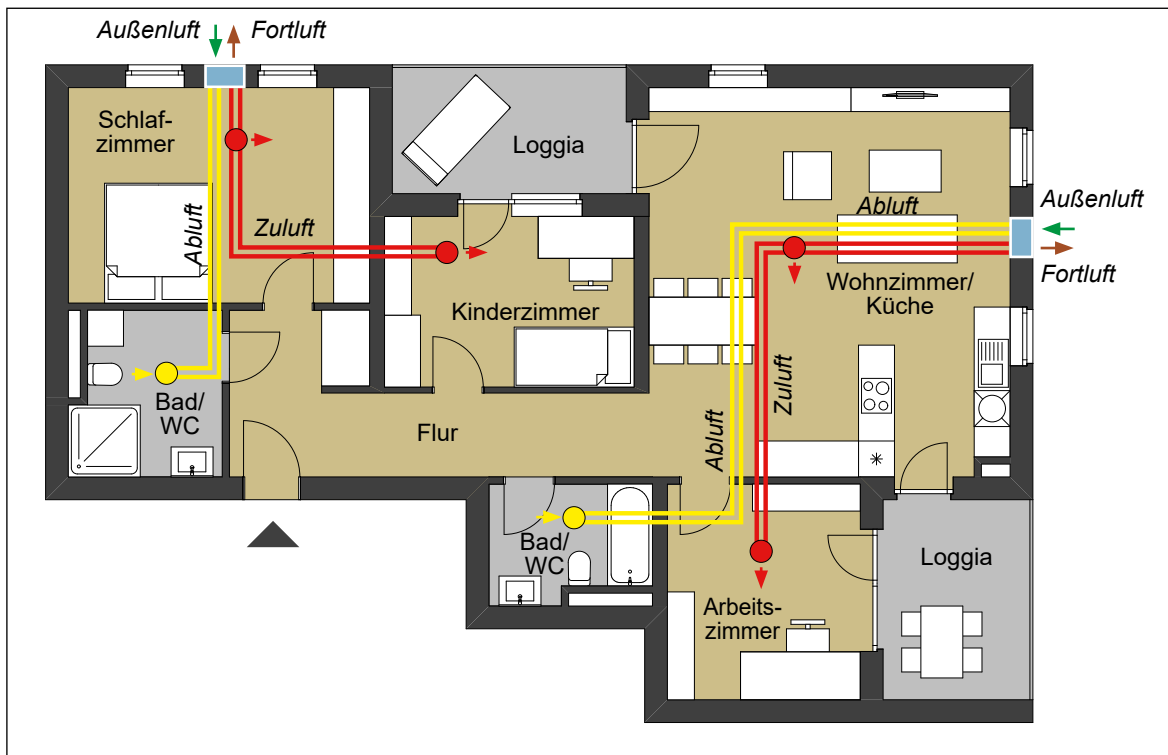 Außenluft Fortluft
Schlaf-
zimmer
Loggia
Abluft
Zuluft
Abluft
Außenluft
Fortluft
Wohnzimmer/
Küche
Kinderzimmer
Bad/
WC
Flur
Abluft
Zuluft
Bad/
WC
Loggia
Arbeits-
zimmer